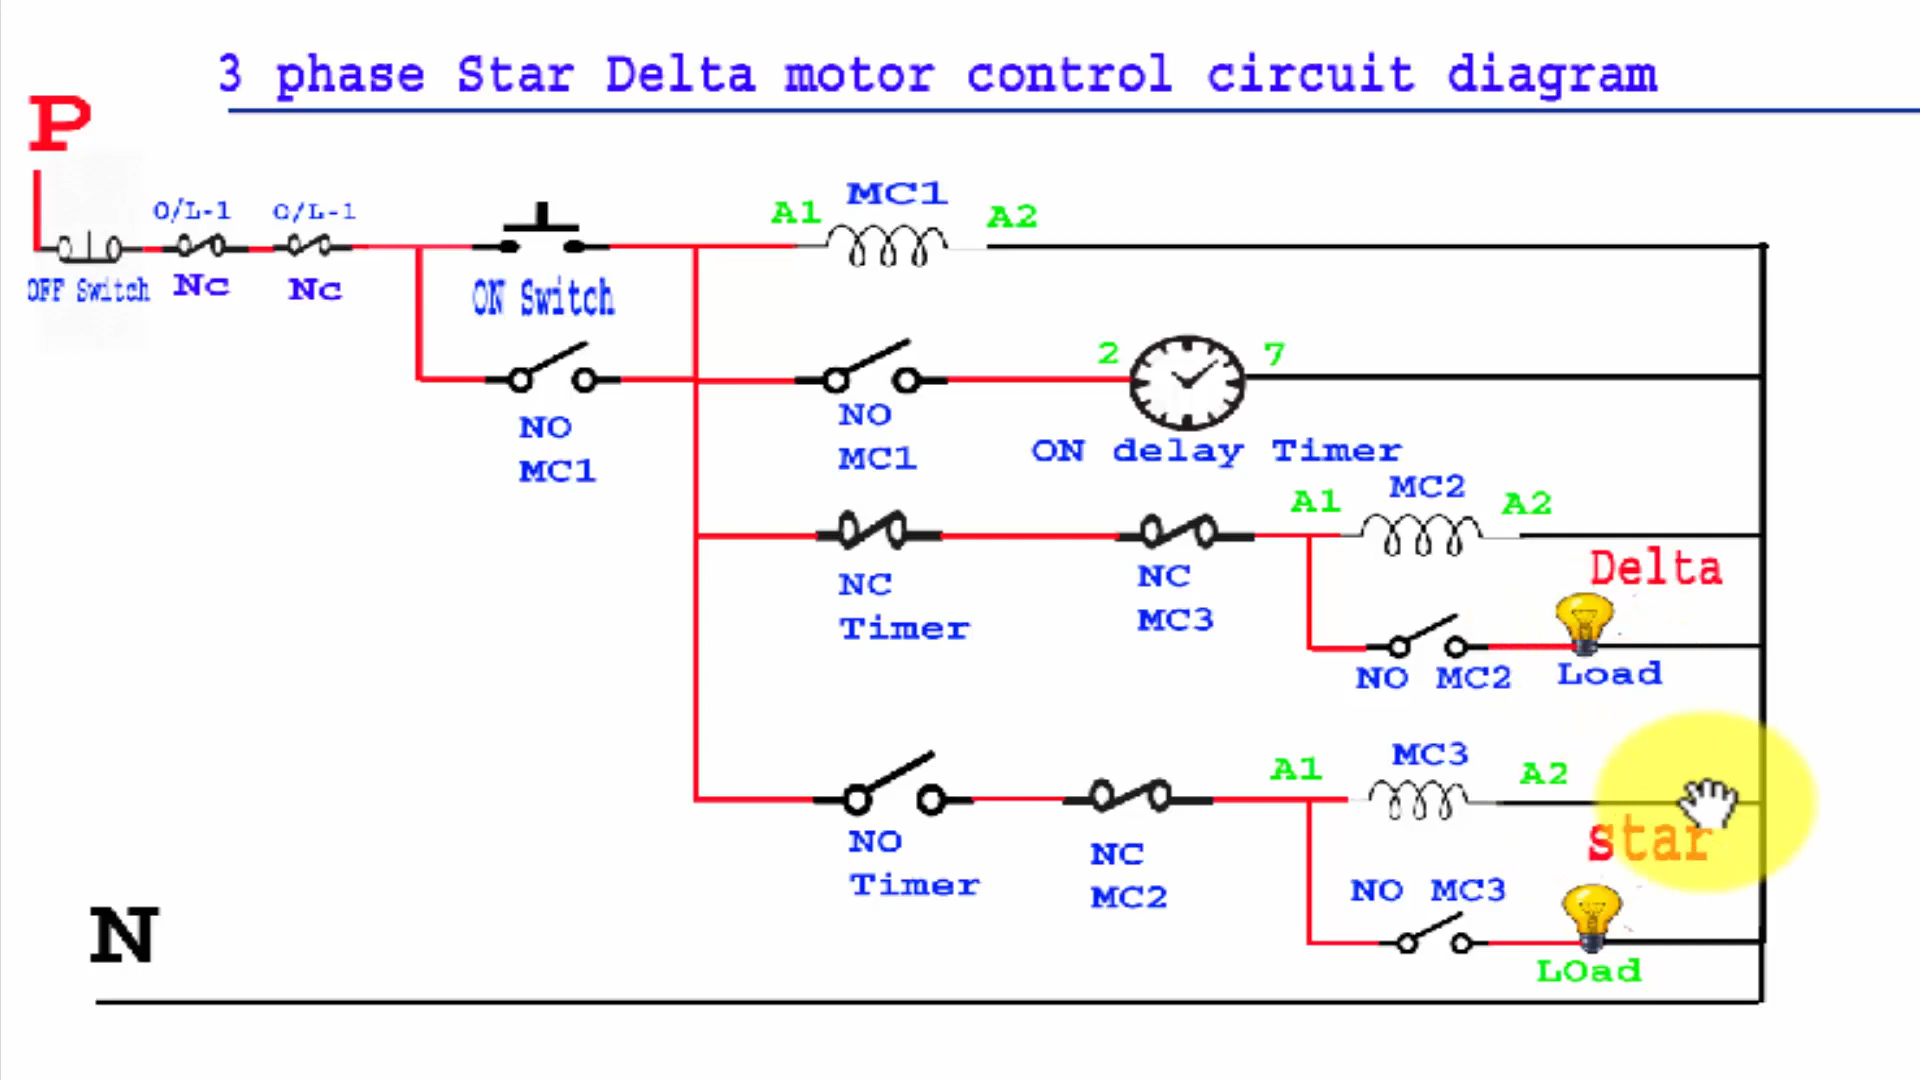 3 phase Star Delta motor control circuit diagram
P
O/L-1
O/L-1
OFF Switch
Nc
Nc
ON Switch
A1
MC1
A2
NO
MC1
NO
MC1
2
7
ON delay Timer
NC
Timer
NC
MC3
A1
MC2
A2
Delta
NO MC2
Load
NO
Timer
NC
MC2
A1
MC3
A2
star
NO MC3
LOad
N